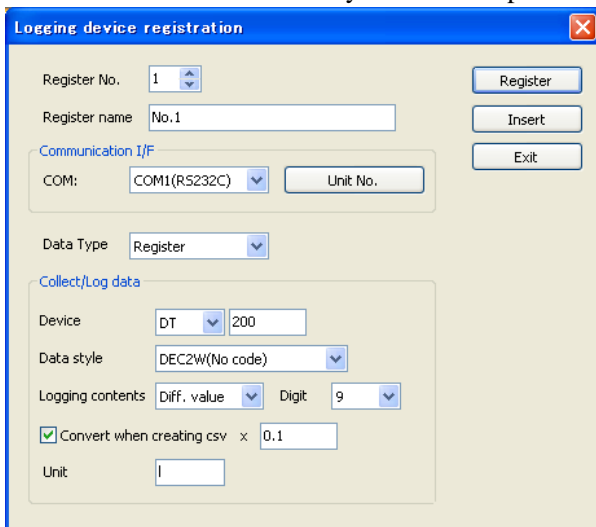 Logging device registration
Register No. 1
Register
Register name No.1
Insert
Communication I/F
Exit
COM: COM1(RS232C) Unit No.
Data Type Register
Collect/Log data
Device DT 200
Data style DEC2W(No code)
Logging contents Diff. value Digit 9
Convert when creating csv x 0.1
Unit l